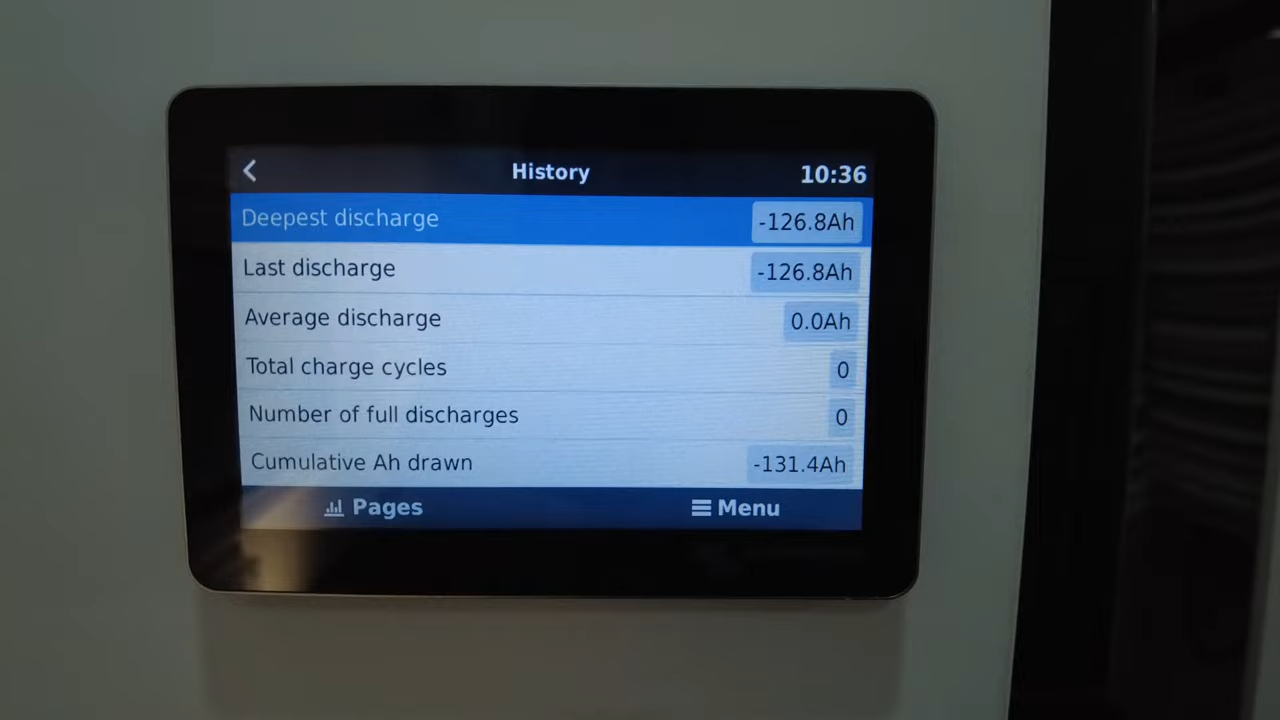 History 10:36
Deepest discharge -126.8Ah
Last discharge -126.8Ah
Average discharge 0.0Ah
Total charge cycles 0
Number of full discharges 0
Cumulative Ah drawn -131.4Ah
Pages Menu